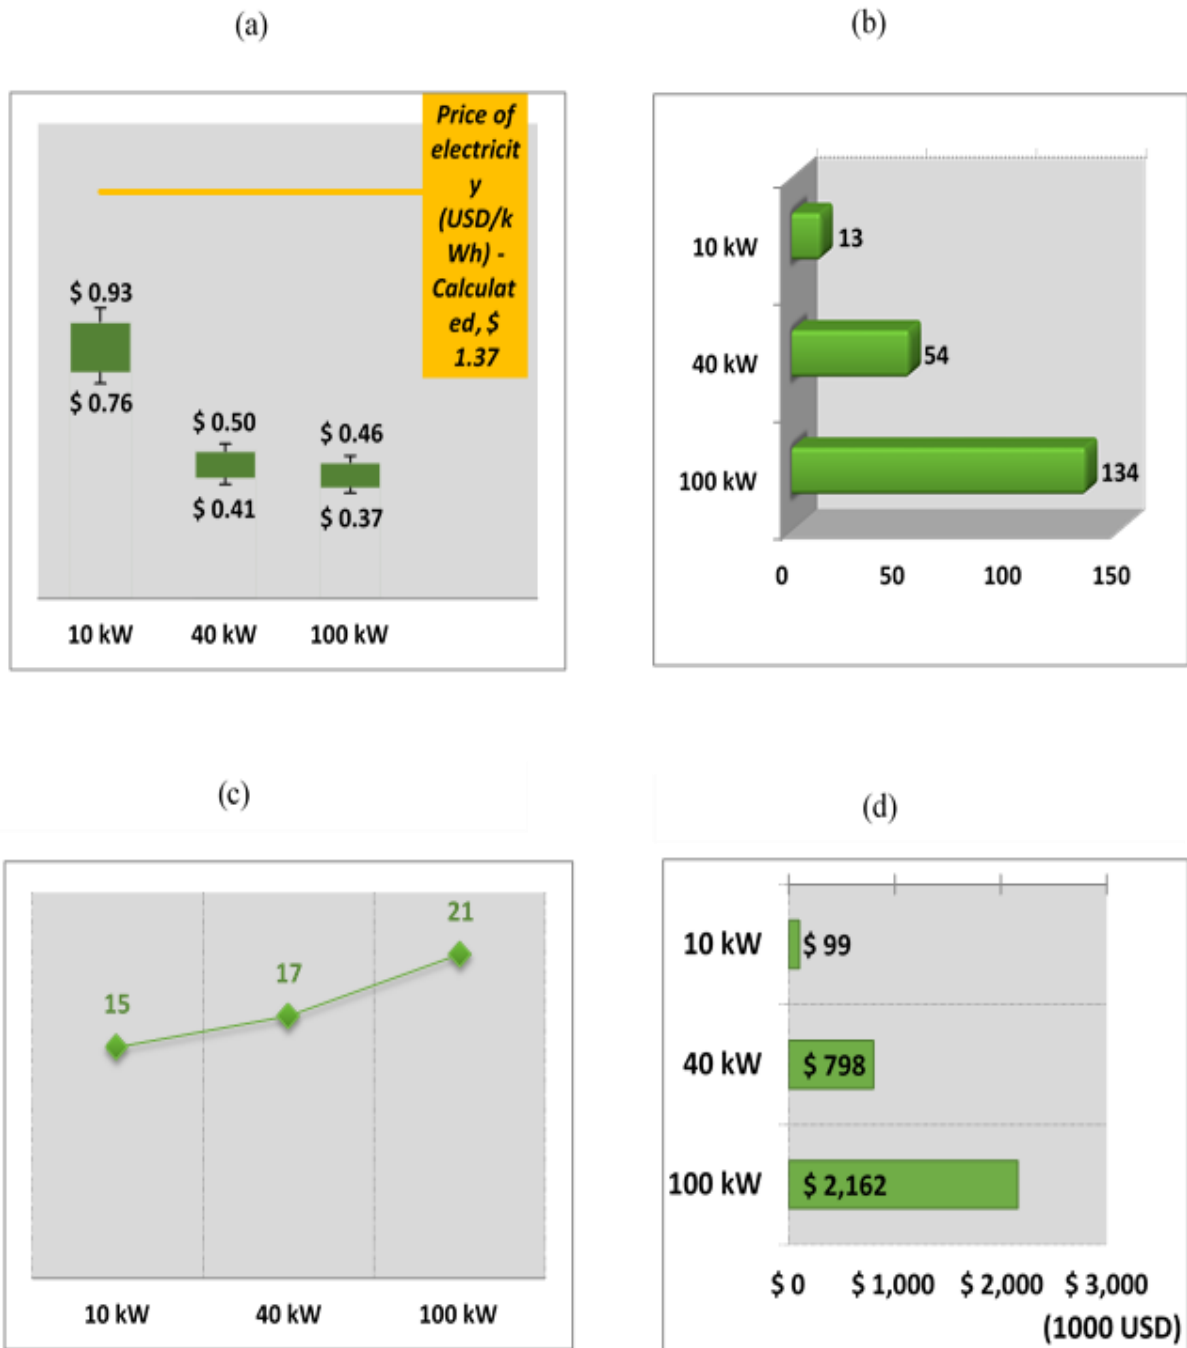 (a)
Price of
electricit
y
(USD/k
Wh) -
Calculat
ed, $
1.37
$ 0.93
$ 0.76
$ 0.50
$ 0.41
$ 0.46
$ 0.37
10 kW
40 kW
100 kW
(b)
10 kW
13
40 kW
54
100 kW
134
0
50
100
150
(c)
15
17
21
10 kW
40 kW
100 kW
(d)
10 kW
$ 99
40 kW
$ 798
100 kW
$ 2,162
$ 0
$ 1,000
$ 2,000
$ 3,000
(1000 USD)